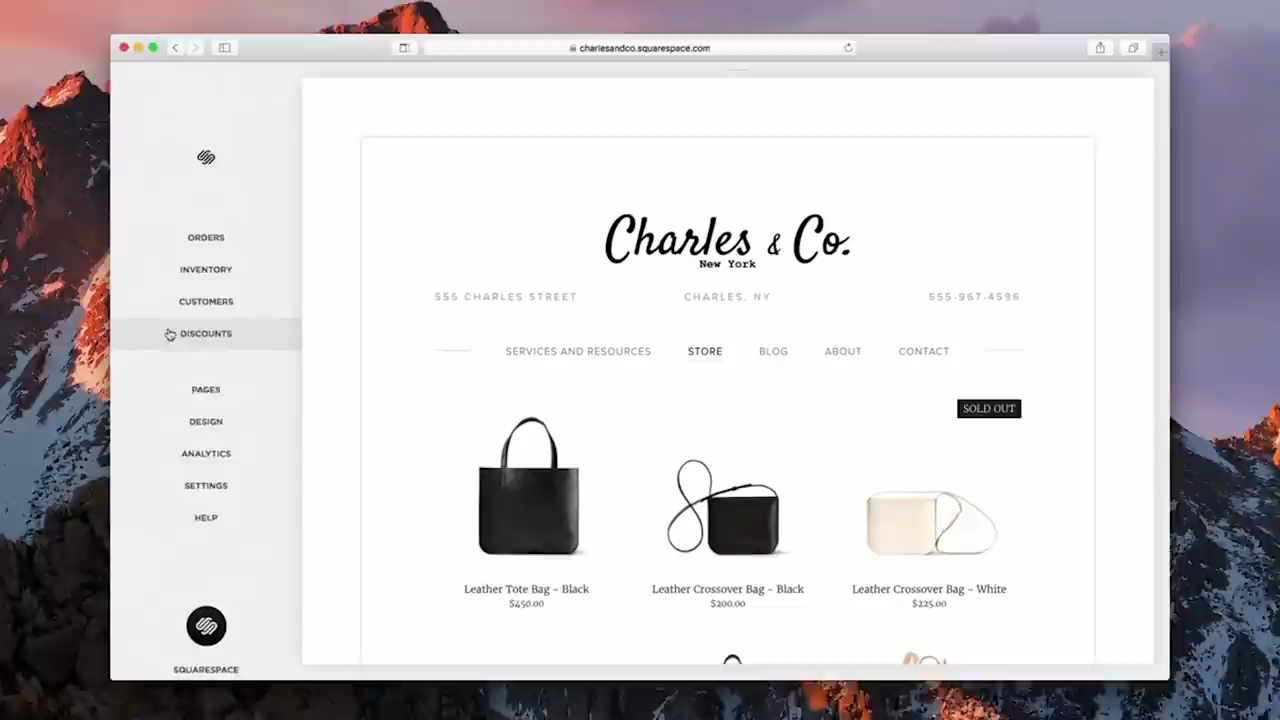 charlesandco.squarespace.com
ORDERS
INVENTORY
CUSTOMERS
DISCOUNTS
PAGES
DESIGN
ANALYTICS
SETTINGS
HELP
SQUARESPACE
Charles & Co.
New York
555 CHARLES STREET CHARLES, NY 555-967-4596
SERVICES AND RESOURCES STORE BLOG ABOUT CONTACT
SOLD OUT
Leather Tote Bag - Black Leather Crossover Bag - Black Leather Crossover Bag - White
$450.00 $200.00 $225.00